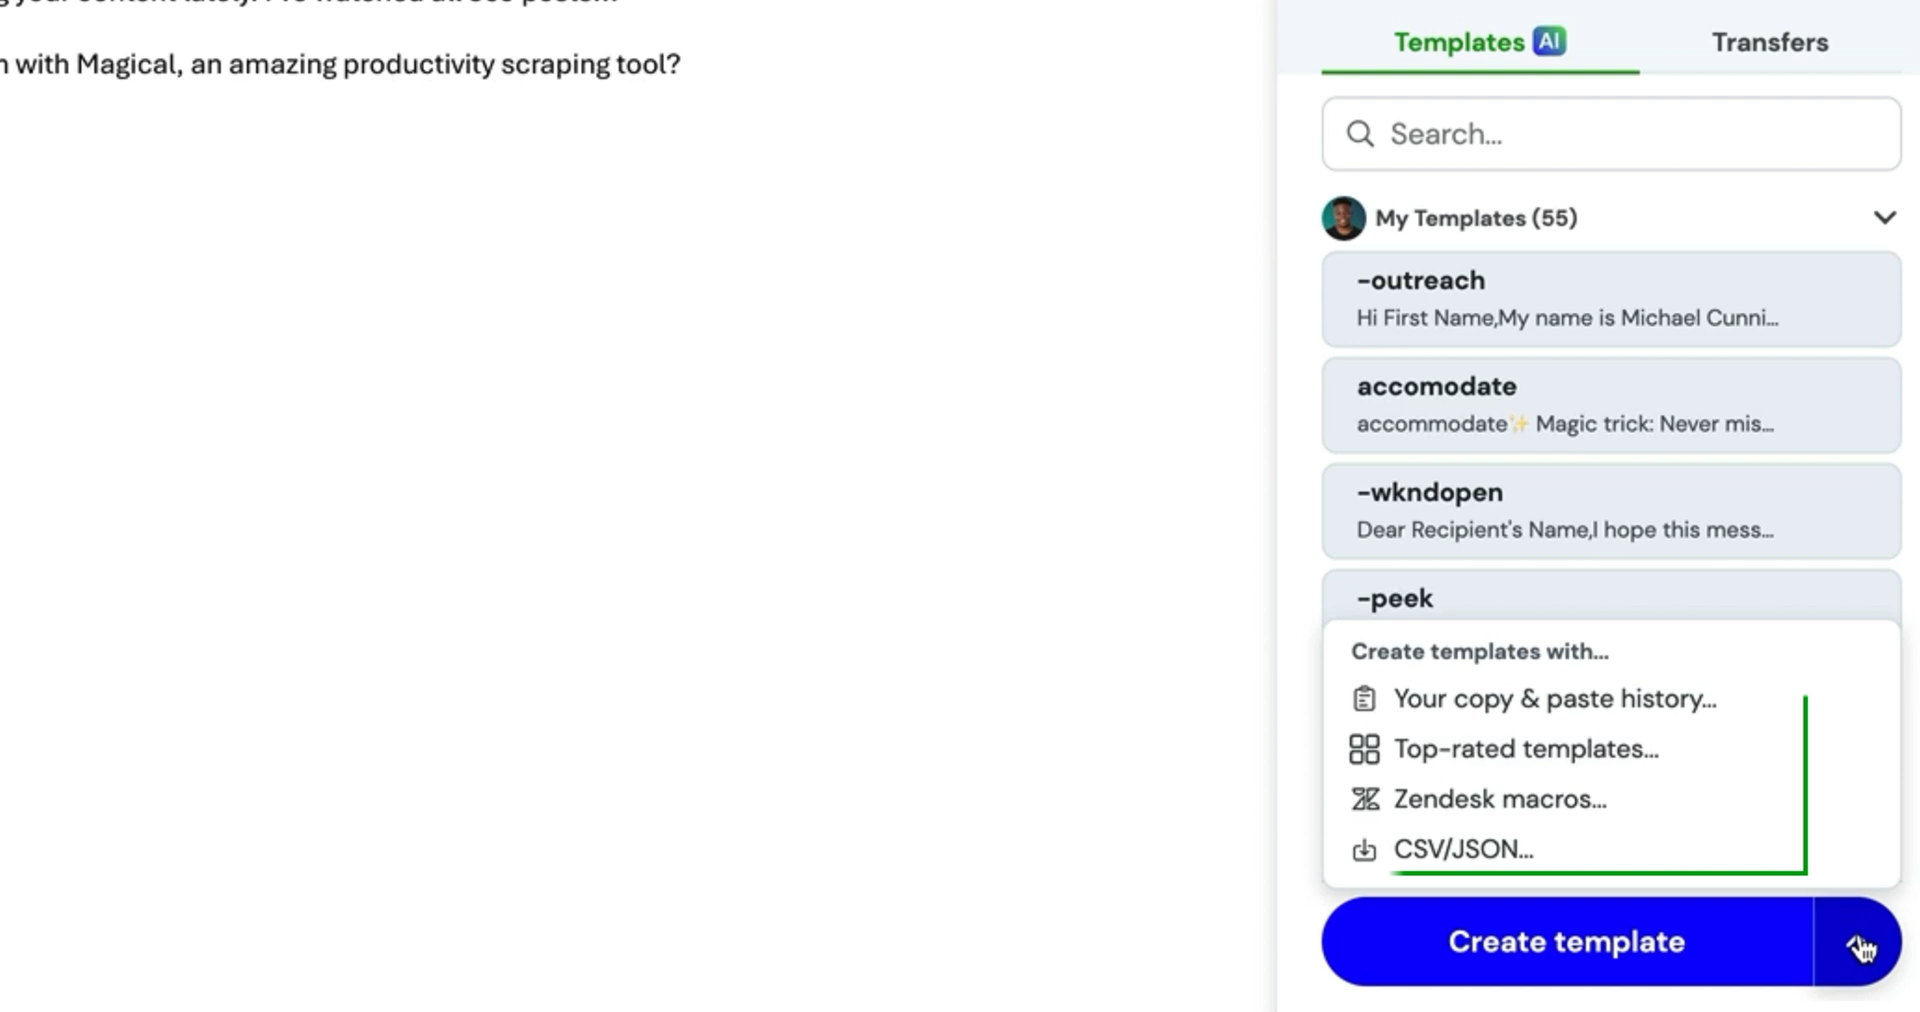 with Magical, an amazing productivity scraping tool?
Templates AI
Transfers
Search...
My Templates (55)
-outreach
Hi First Name,My name is Michael Cunni...
accomodate
accommodate✨ Magic trick: Never mis...
-wkndopen
Dear Recipient's Name,I hope this mess...
-peek
Create templates with...
Your copy & paste history...
Top-rated templates...
Zendesk macros...
CSV/JSON...
Create template